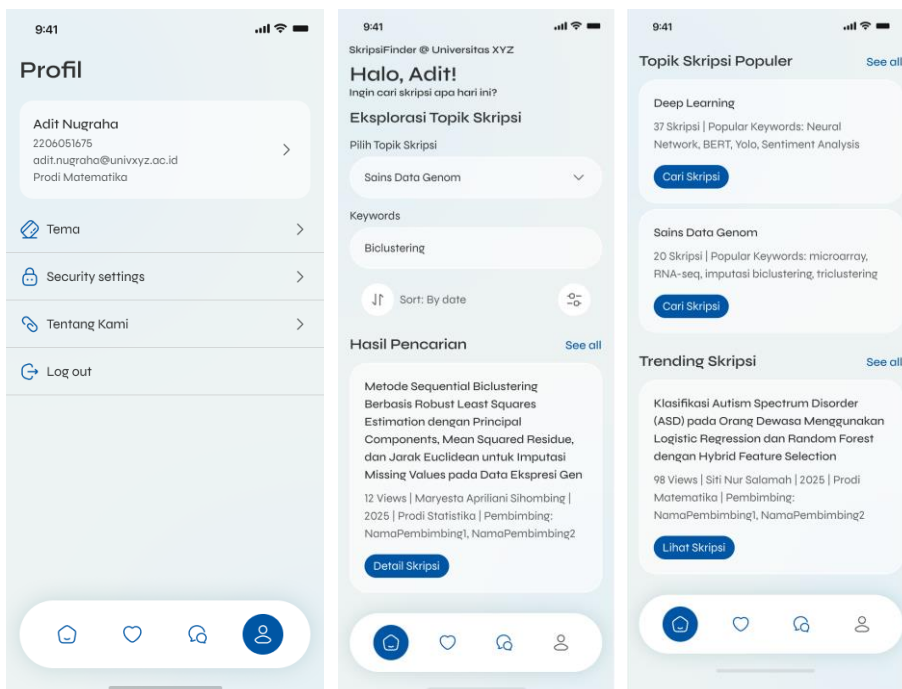 9:41
Profil
Adit Nugraha
2206051675
adit.nugraha@univxyz.ac.id
Prodi Matematika
Tema
Security settings
Tentang Kami
Log out
9:41
SkripsiFinder @ Universitas XYZ
Halo, Adit!
Ingin cari skripsi apa hari ini?
Eksplorasi Topik Skripsi
Pilih Topik Skripsi
Sains Data Genom
Keywords
Biclustering
Sort: By date
Hasil Pencarian
See all
Metode Sequential Biclustering
Berbasis Robust Least Squares
Estimation dengan Principal
Components, Mean Squared Residue,
dan Jarak Euclidean untuk Imputasi
Missing Values pada Data Ekspresi Gen
12 Views | Maryesta Apriliani Sihombing |
2025 | Prodi Statistika | Pembimbing:
NamaPembimbing1, NamaPembimbing2
Detail Skripsi
9:41
Topik Skripsi Populer
See all
Deep Learning
37 Skripsi | Popular Keywords: Neural
Network, BERT, Yolo, Sentiment Analysis
Cari Skripsi
Sains Data Genom
20 Skripsi | Popular Keywords: microarray,
RNA-seq, imputasi biclustering, triclustering
Cari Skripsi
Trending Skripsi
See all
Klasifikasi Autism Spectrum Disorder
(ASD) pada Orang Dewasa Menggunakan
Logistic Regression dan Random Forest
dengan Hybrid Feature Selection
98 Views | Siti Nur Salamah | 2025 | Prodi
Matematika | Pembimbing:
NamaPembimbing1, NamaPembimbing2
Lihat Skripsi